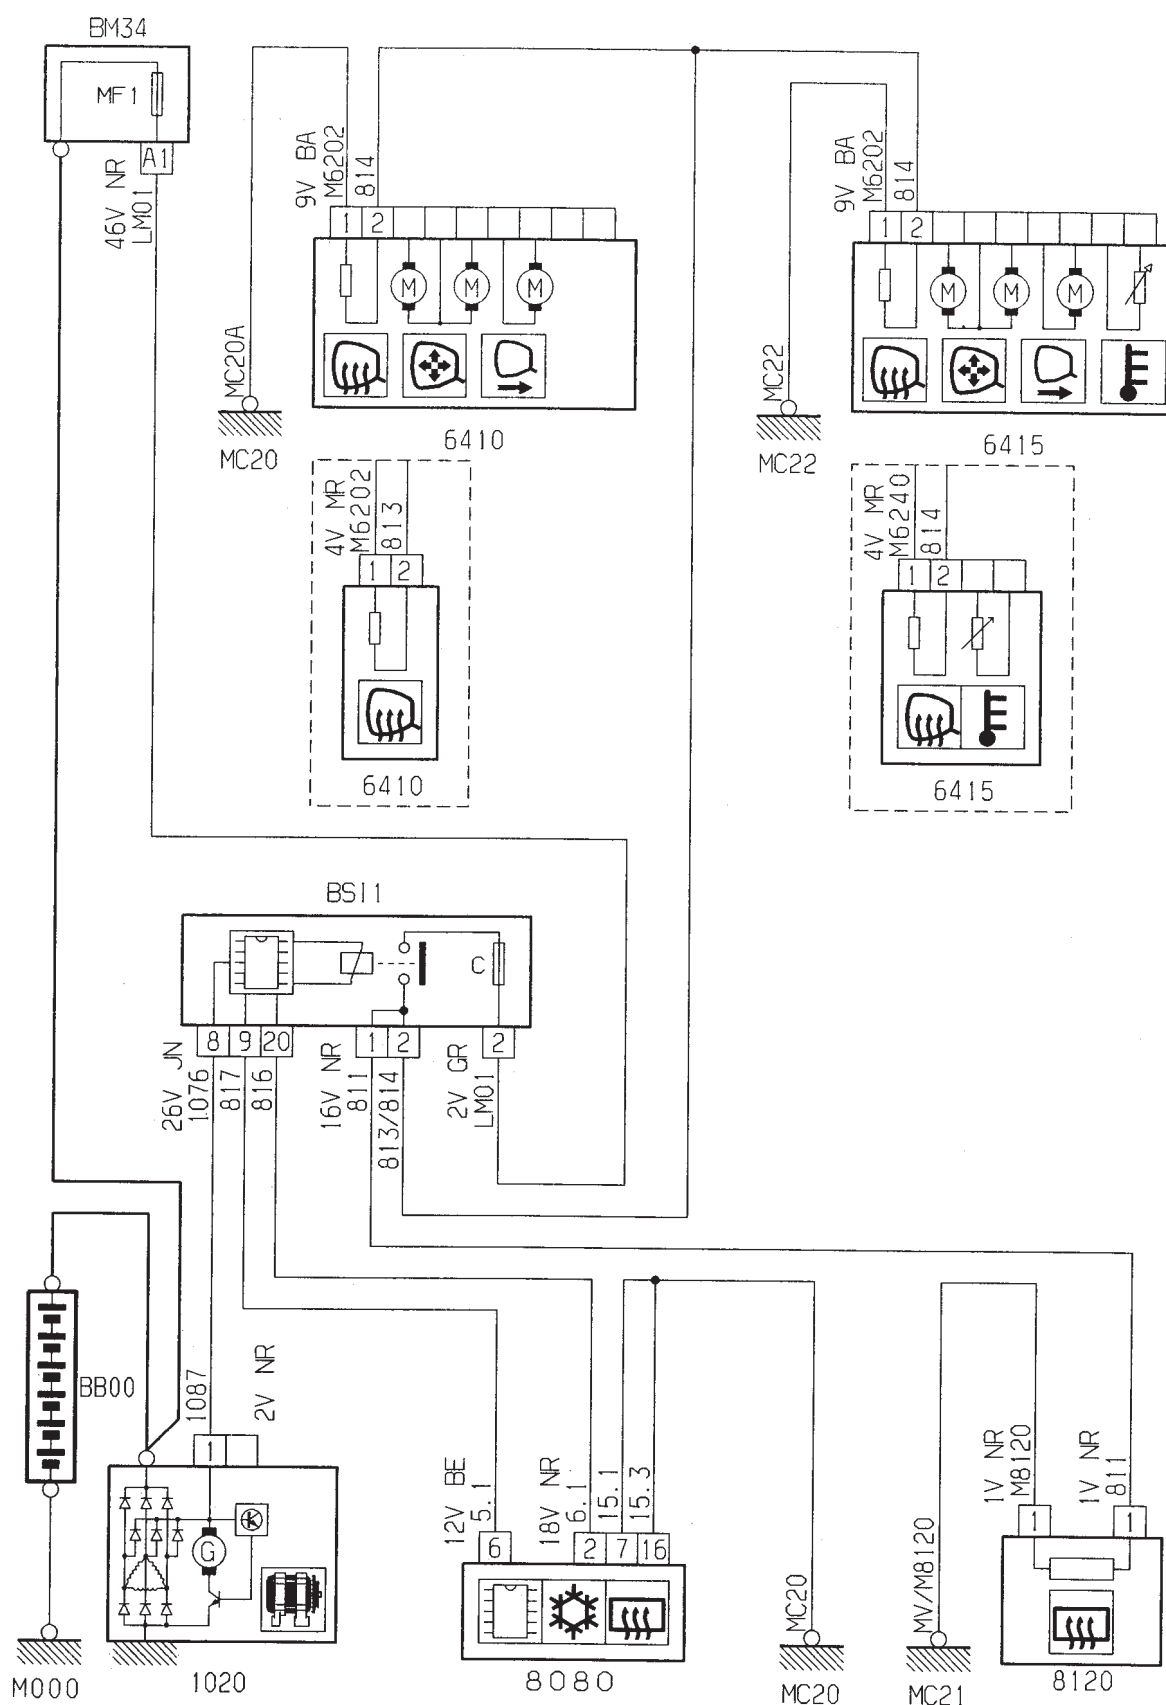 BM34
MF1
A1
46V NR
LM01
9V BA
M6202
814
1 2
M M M
MC20A
MC20
6410
9V BA
M6202
814
1 2
M M M
MC22
MC22
6415
4V MR
M6202
813
1 2
6410
4V MR
M6240
814
1 2
6415
BSI1
C
8 9 20
1 2
2
26V JN
1076
817
816
16V NR
811
813/814
2V GR
LM01
BB00
M000
1087
2V NR
1
G
1020
12V BE
5.1
18V NR
6.1
15.1
15.3
6
2 7 16
8080
MC20
MC20
MV/M8120
MC21
1V NR
M8120
1V NR
811
1
1
8120